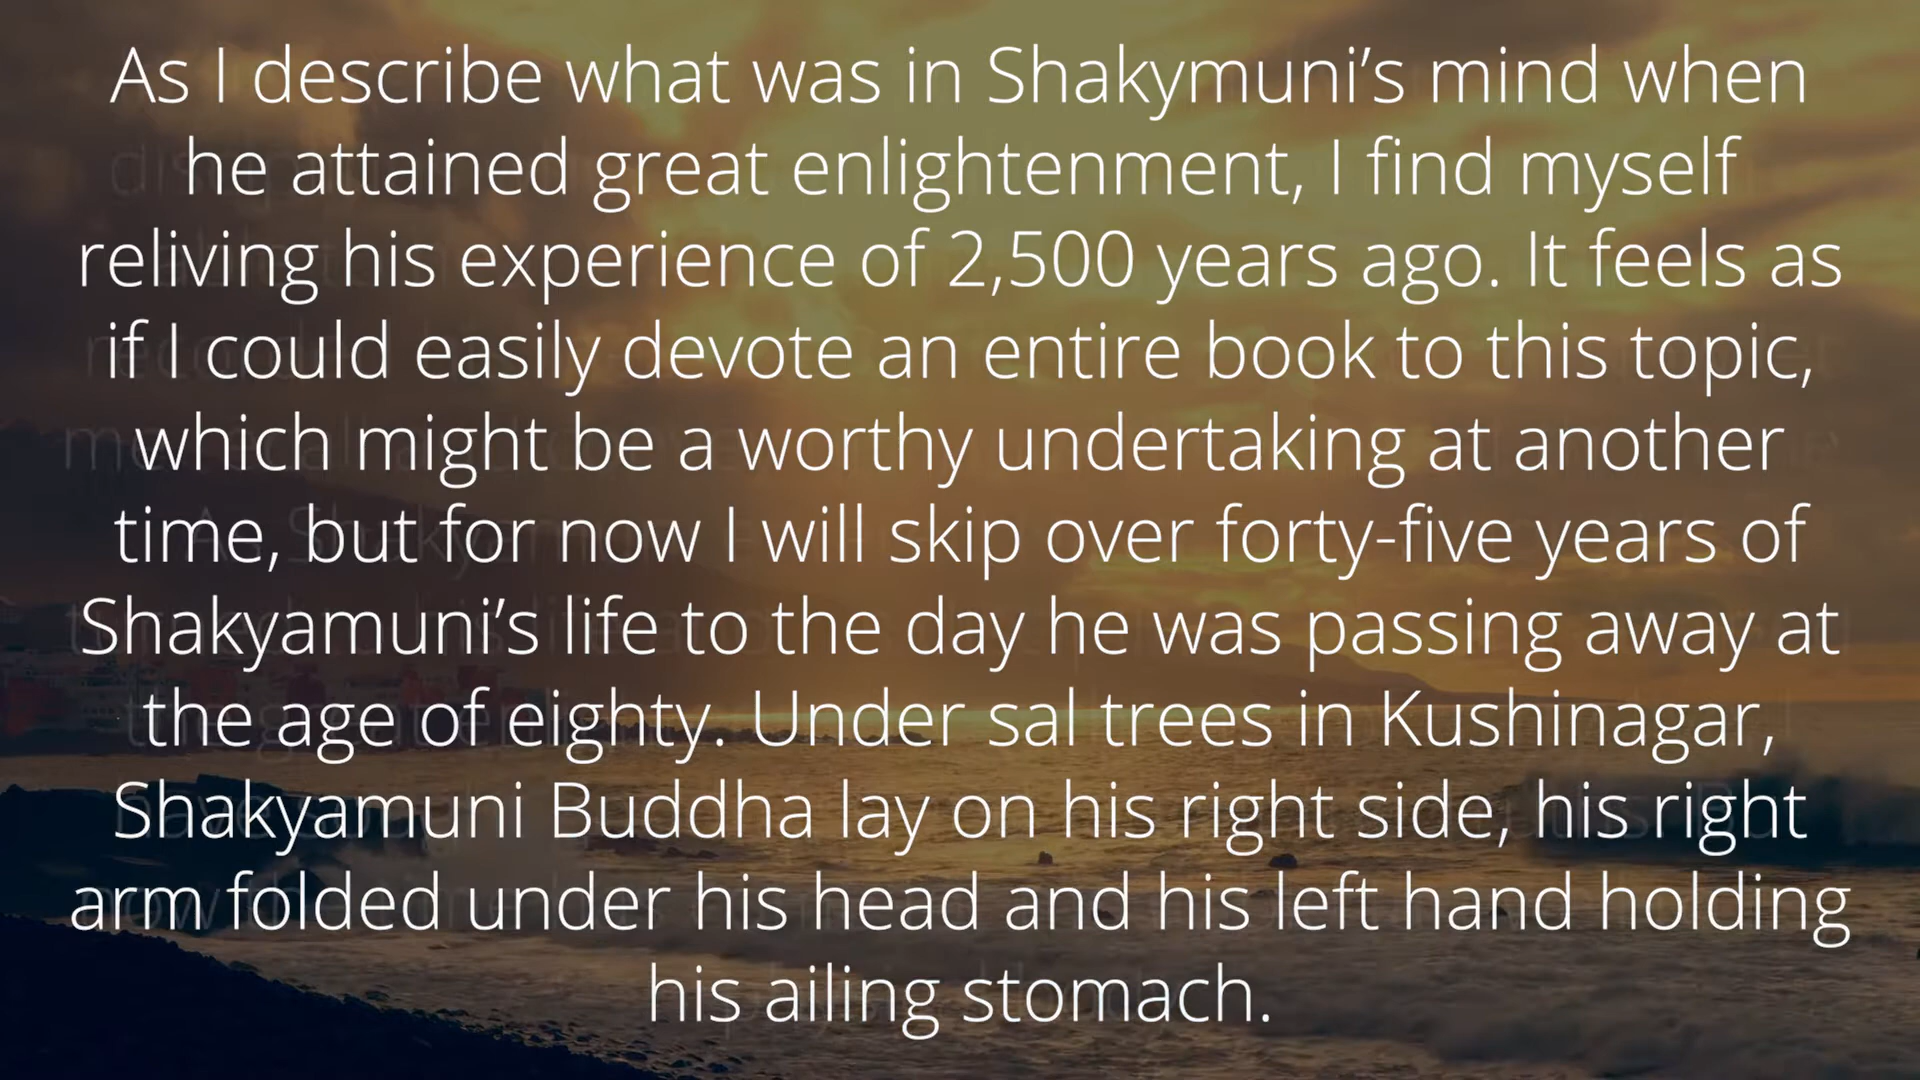 As I describe what was in Shakymuni’s mind when
he attained great enlightenment, I find myself
reliving his experience of 2,500 years ago. It feels as
if I could easily devote an entire book to this topic,
which might be a worthy undertaking at another
time, but for now I will skip over forty-five years of
Shakyamuni’s life to the day he was passing away at
the age of eighty. Under sal trees in Kushinagar,
Shakyamuni Buddha lay on his right side, his right
arm folded under his head and his left hand holding
his ailing stomach.